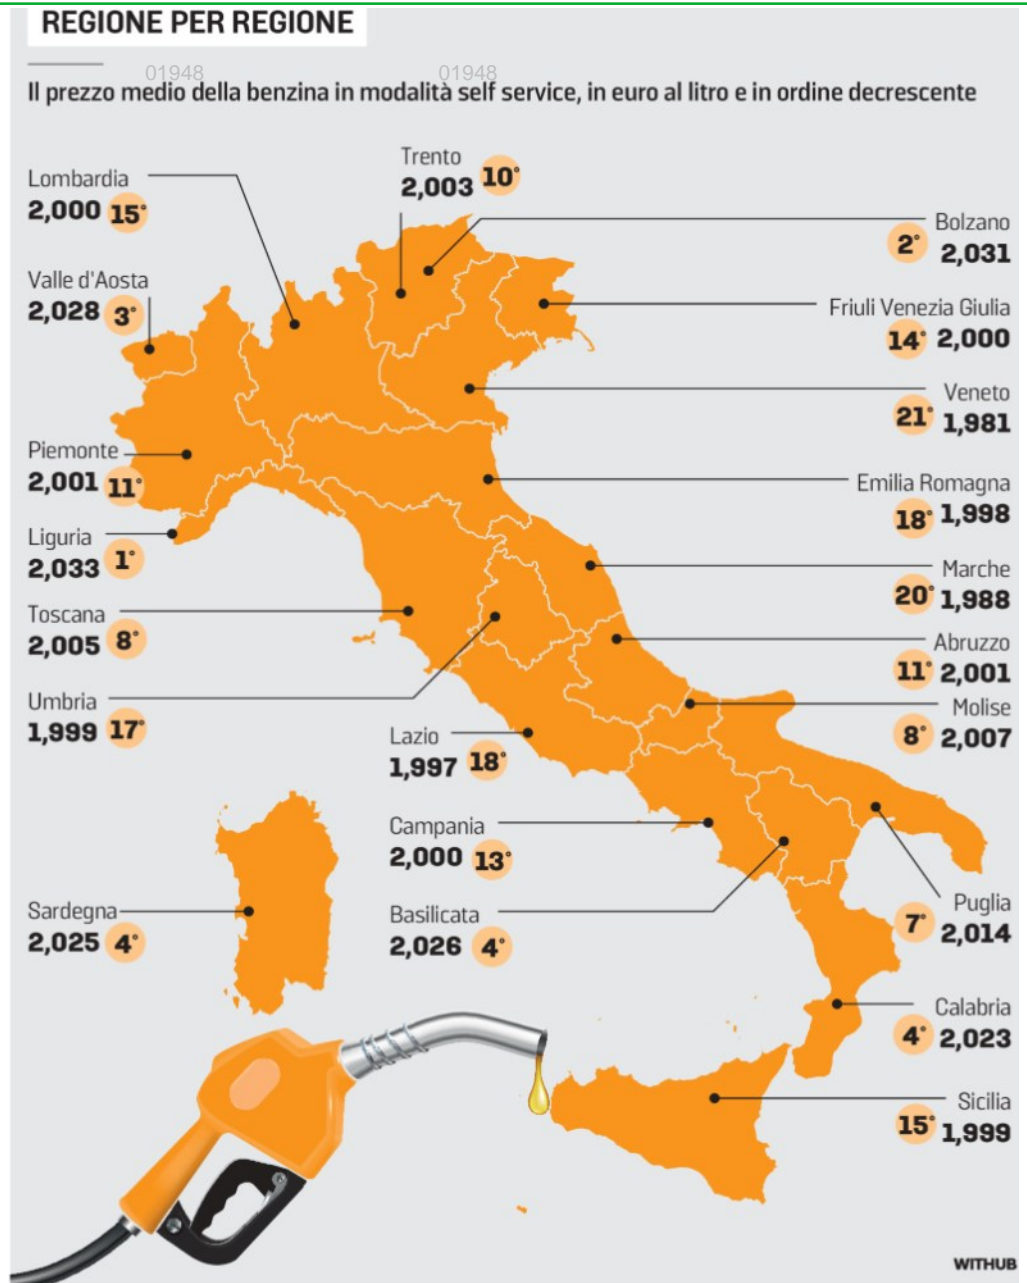 REGIONE PER REGIONE
01948 01948
Il prezzo medio della benzina in modalità self service, in euro al litro e in ordine decrescente
Trento
2,003 10°
Lombardia
2,000 15°
Bolzano
2° 2,031
Valle d'Aosta
2,028 3°
Friuli Venezia Giulia
14° 2,000
Veneto
21° 1,981
Piemonte
2,001 11°
Emilia Romagna
18° 1,998
Liguria
2,033 1°
Marche
20° 1,988
Toscana
2,005 8°
Abruzzo
11° 2,001
Umbria
1,999 17°
Molise
8° 2,007
Lazio
1,997 18°
Campania
2,000 13°
Sardegna
2,025 4°
Basilicata
2,026 4°
Puglia
7° 2,014
Calabria
4° 2,023
Sicilia
15° 1,999
WITHUB